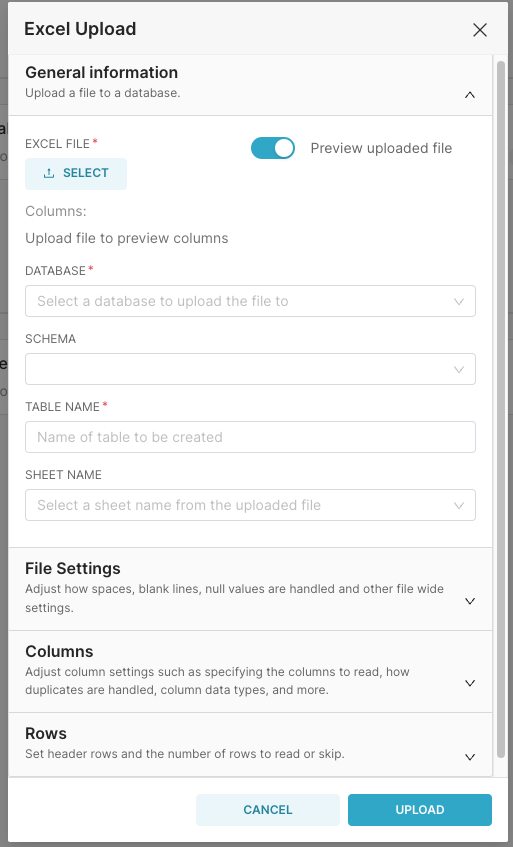 Excel Upload
General information
Upload a file to a database.
EXCEL FILE *
Preview uploaded file
SELECT
Columns:
Upload file to preview columns
DATABASE *
Select a database to upload the file to
SCHEMA
TABLE NAME *
Name of table to be created
SHEET NAME
Select a sheet name from the uploaded file
File Settings
Adjust how spaces, blank lines, null values are handled and other file wide
settings.
Columns
Adjust column settings such as specifying the columns to read, how
duplicates are handled, column data types, and more.
Rows
Set header rows and the number of rows to read or skip.
CANCEL
UPLOAD